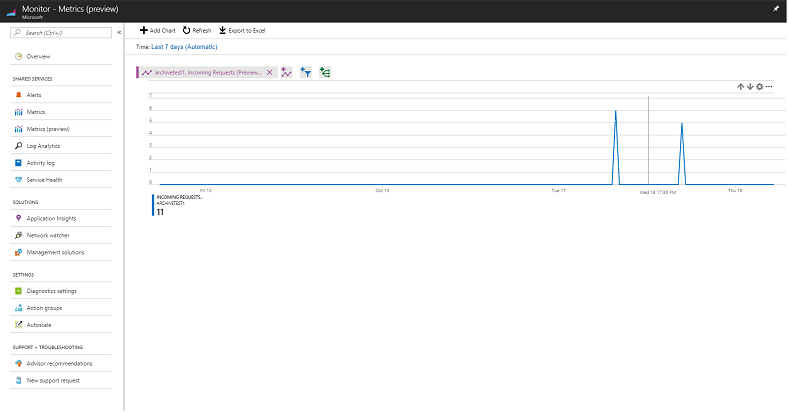 Monitor - Metrics (preview)
Microsoft
Search (Ctrl+/)
«
Overview
SHARED SERVICES
Alerts
Metrics
Metrics (preview)
Log Analytics
Activity log
Service Health
SOLUTIONS
Application Insights
Network watcher
Management solutions
SETTINGS
Diagnostics settings
Action groups
Autoscale
SUPPORT + TROUBLESHOOTING
Advisor recommendations
New support request
Add Chart Refresh Export to Excel
Time: Last 7 days (Automatic)
archivetest1, Incoming Requests (Preview...
7
6
5
4
3
2
1
0
Fri 13 Oct 15 Tue 17 Wed 18 17:36 PM Thu 19
INCOMING REQUESTS...
ARCHIVETEST1
11